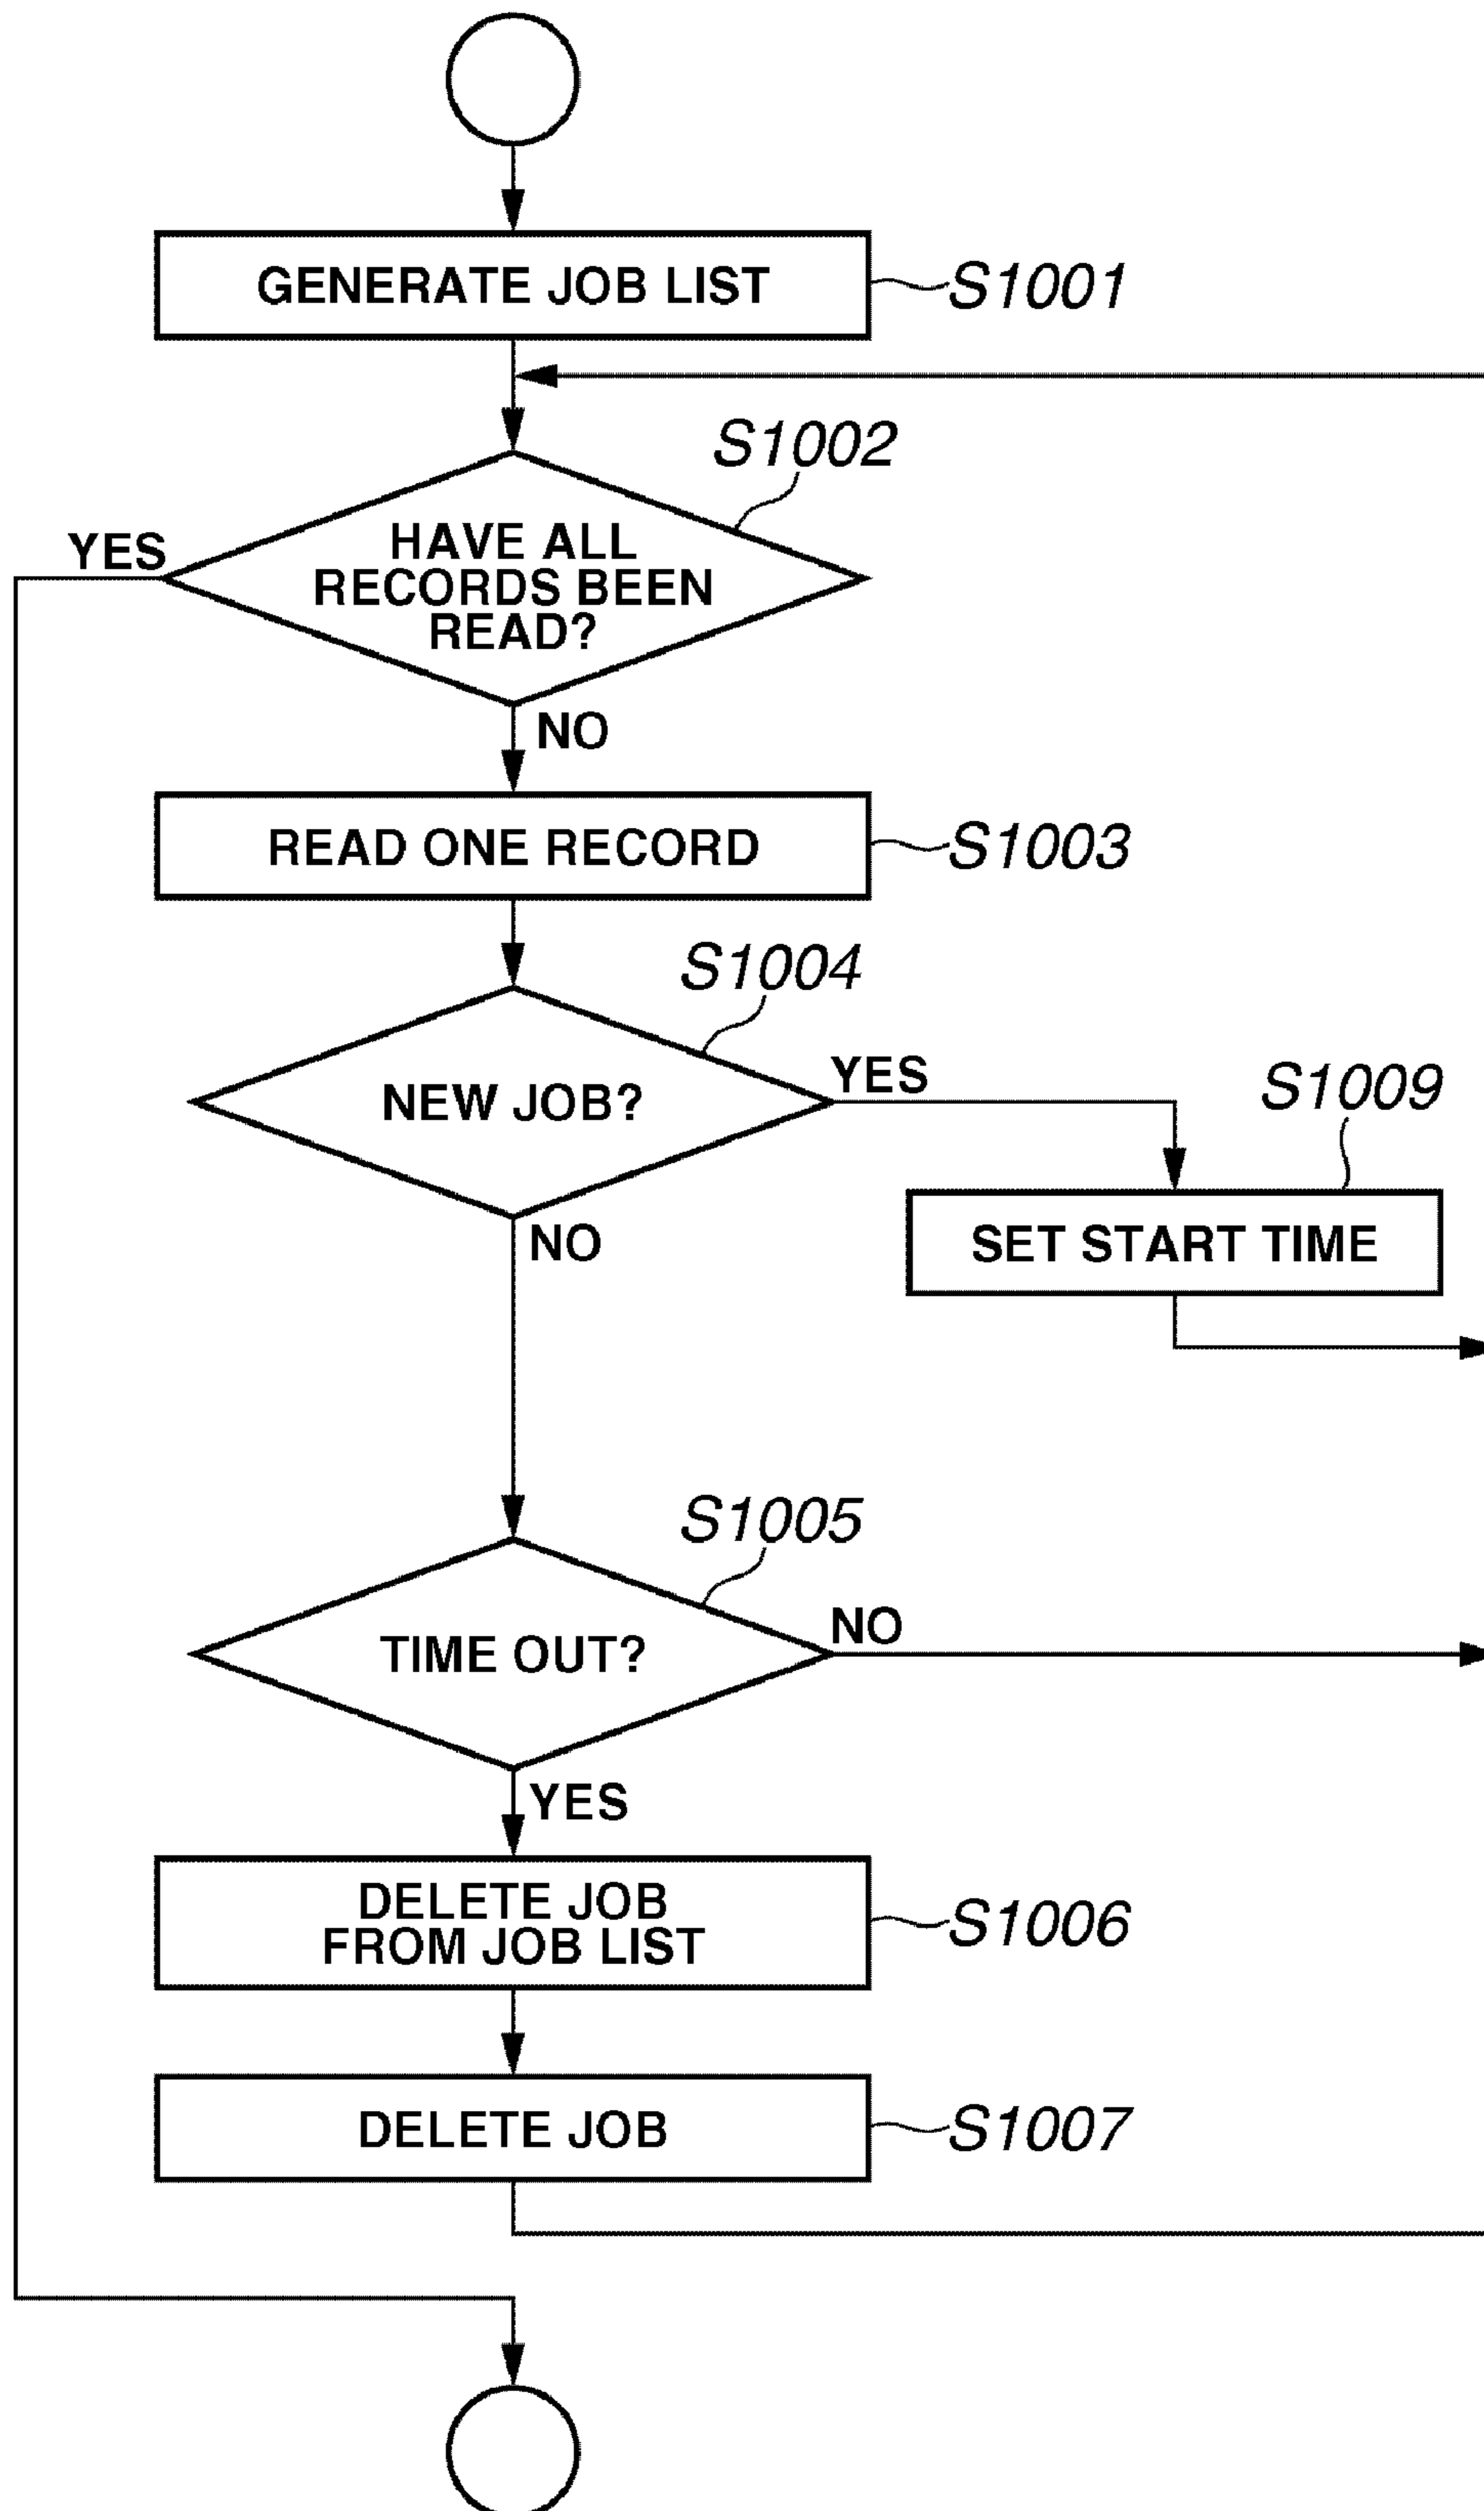 GENERATE JOB LIST
S1001
S1002
YES
HAVE ALL
RECORDS BEEN
READ?
NO
READ ONE RECORD
S1003
S1004
NEW JOB?
YES
S1009
NO
SET START TIME
S1005
TIME OUT?
NO
YES
DELETE JOB
FROM JOB LIST
S1006
DELETE JOB
S1007